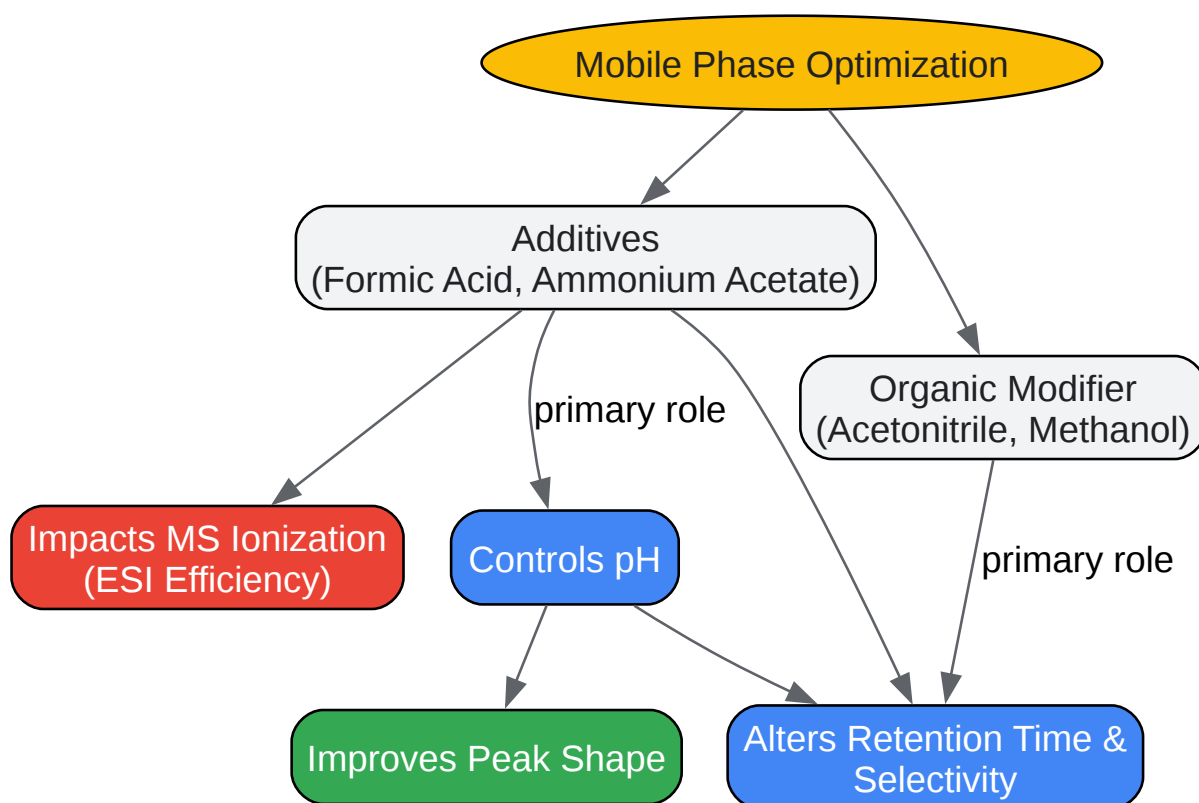 Mobile Phase Optimization
Additives
(Formic Acid, Ammonium Acetate)
Organic Modifier
(Acetonitrile, Methanol)
primary role
Impacts MS Ionization
(ESI Efficiency)
Controls pH
primary role
Improves Peak Shape
Alters Retention Time &
Selectivity